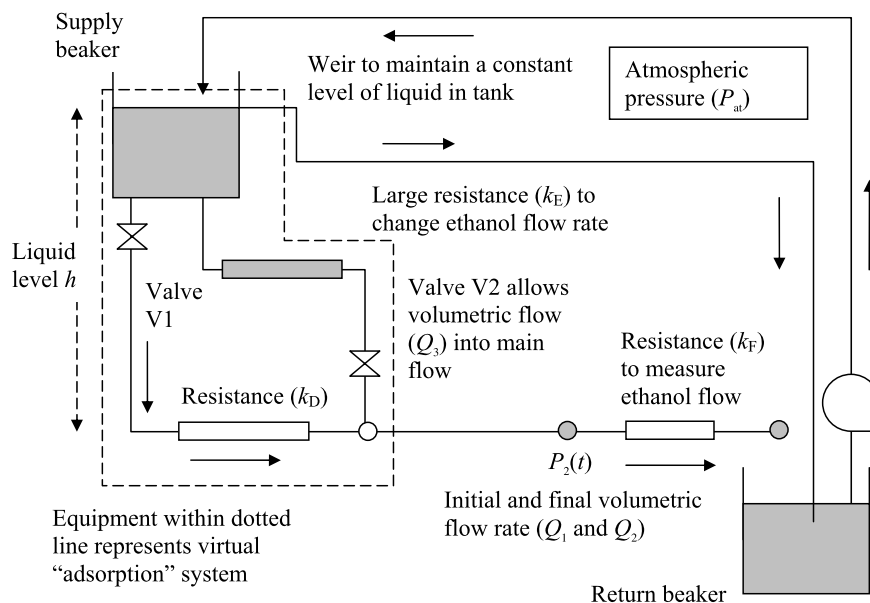 Supply
beaker
Weir to maintain a constant
level of liquid in tank
Atmospheric
pressure (Pat)
Large resistance (kE) to
change ethanol flow rate
Liquid
level h
Valve
V1
Valve V2 allows
volumetric flow
(Q3) into main
flow
Resistance (kF)
to measure
ethanol flow
Resistance (kD)
P2(t)
Initial and final volumetric
flow rate (Q1 and Q2)
Equipment within dotted
line represents virtual
“adsorption” system
Return beaker